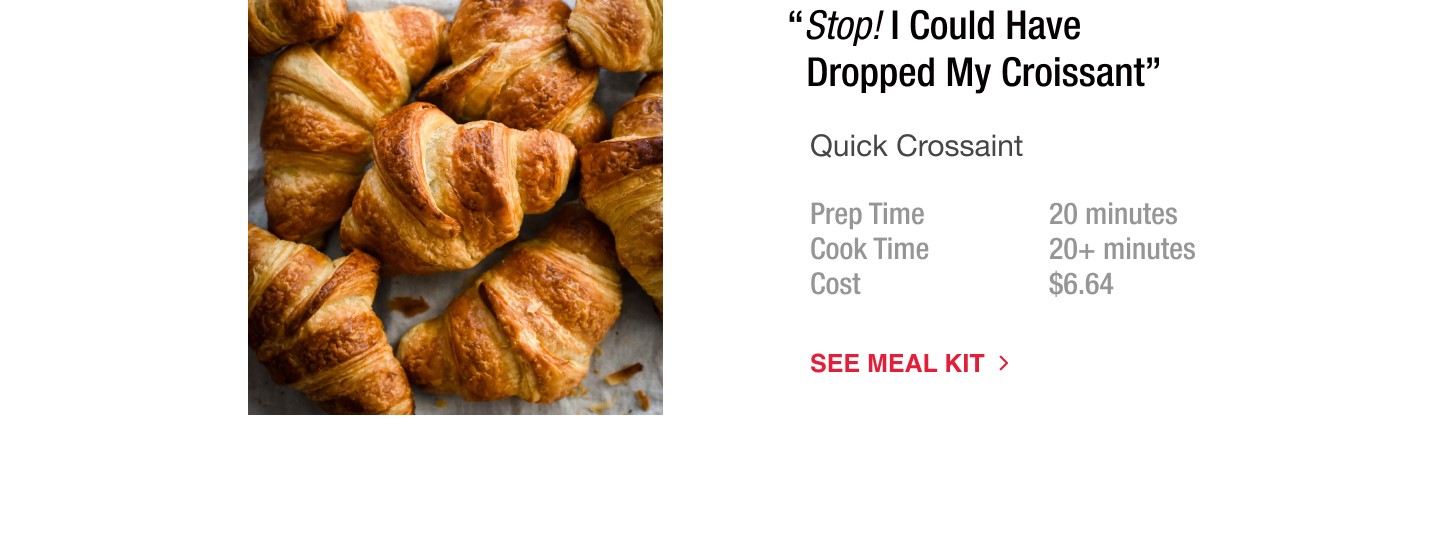 “Stop! I Could Have
Dropped My Croissant”
Quick Crossaint
Prep Time 20 minutes
Cook Time 20+ minutes
Cost $6.64
SEE MEAL KIT >